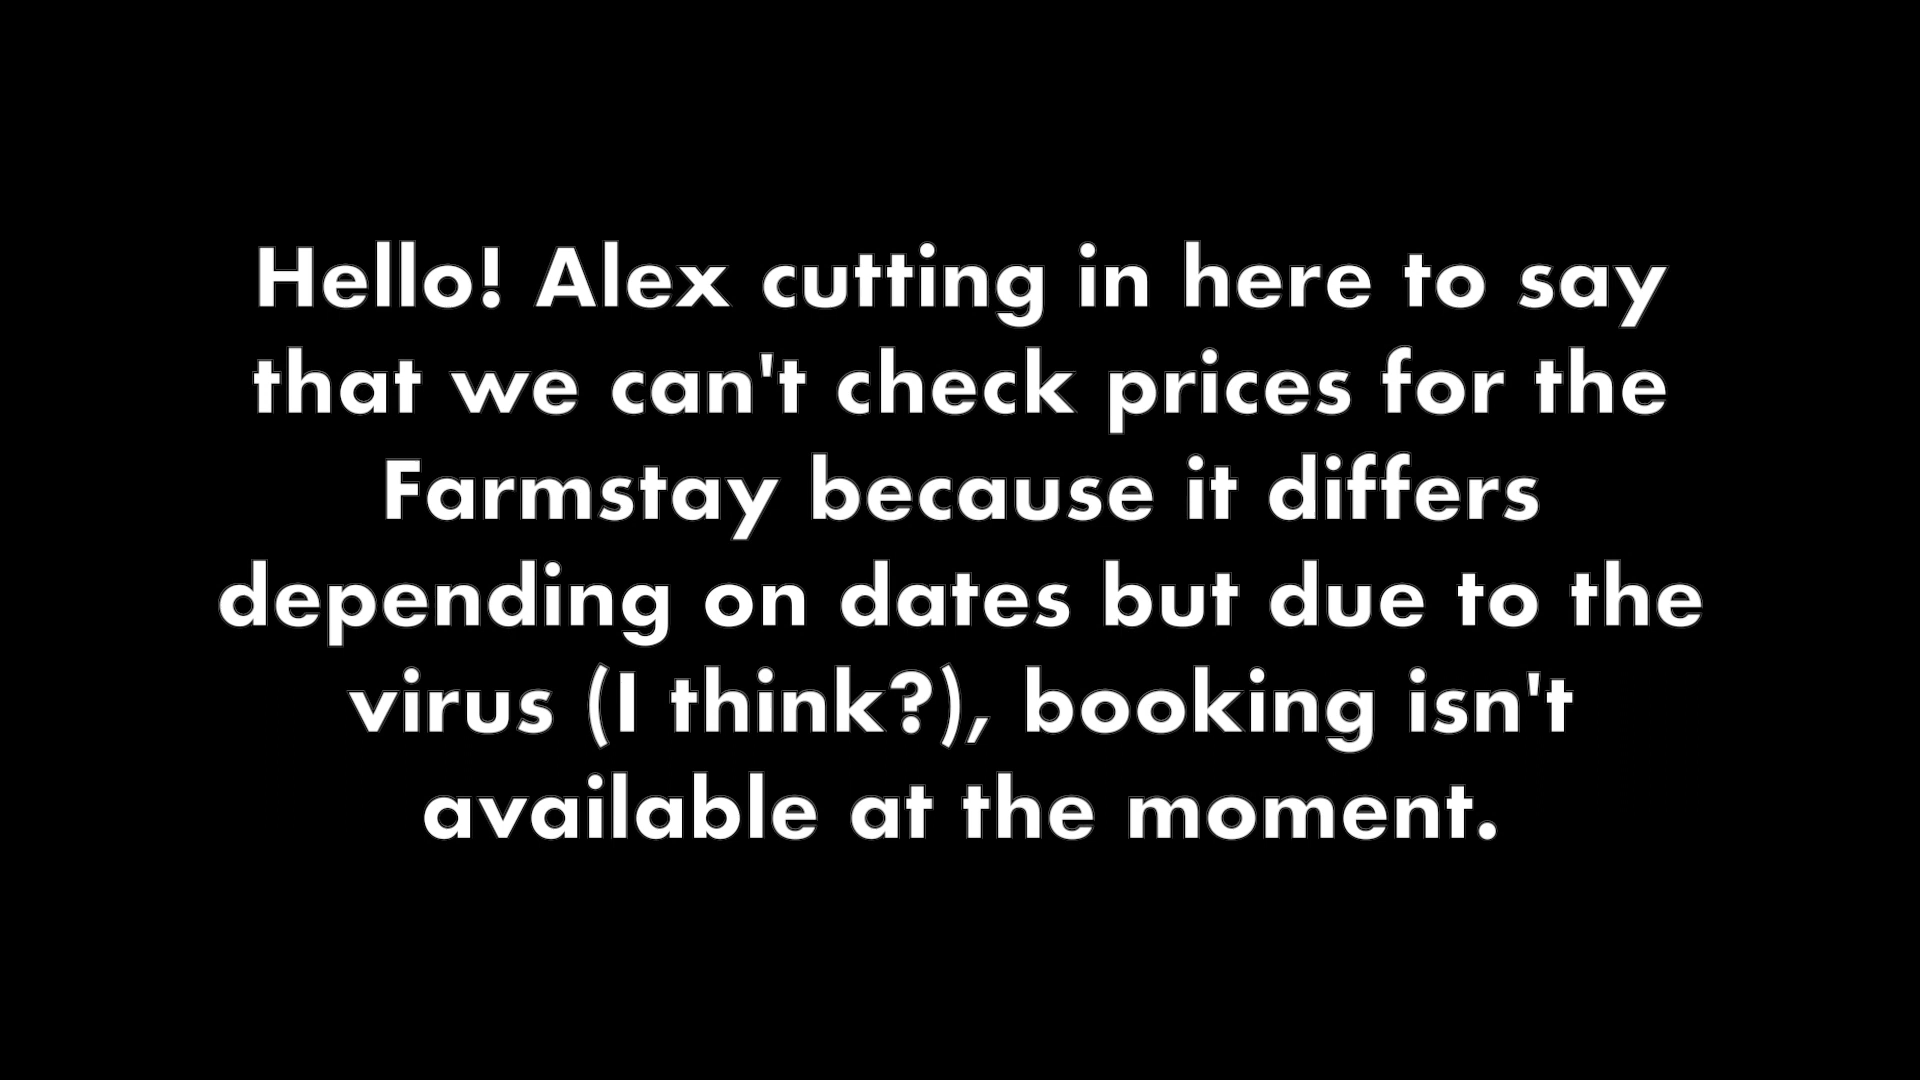 Hello! Alex cutting in here to say
that we can't check prices for the
Farmstay because it differs
depending on dates but due to the
virus (I think?), booking isn't
available at the moment.